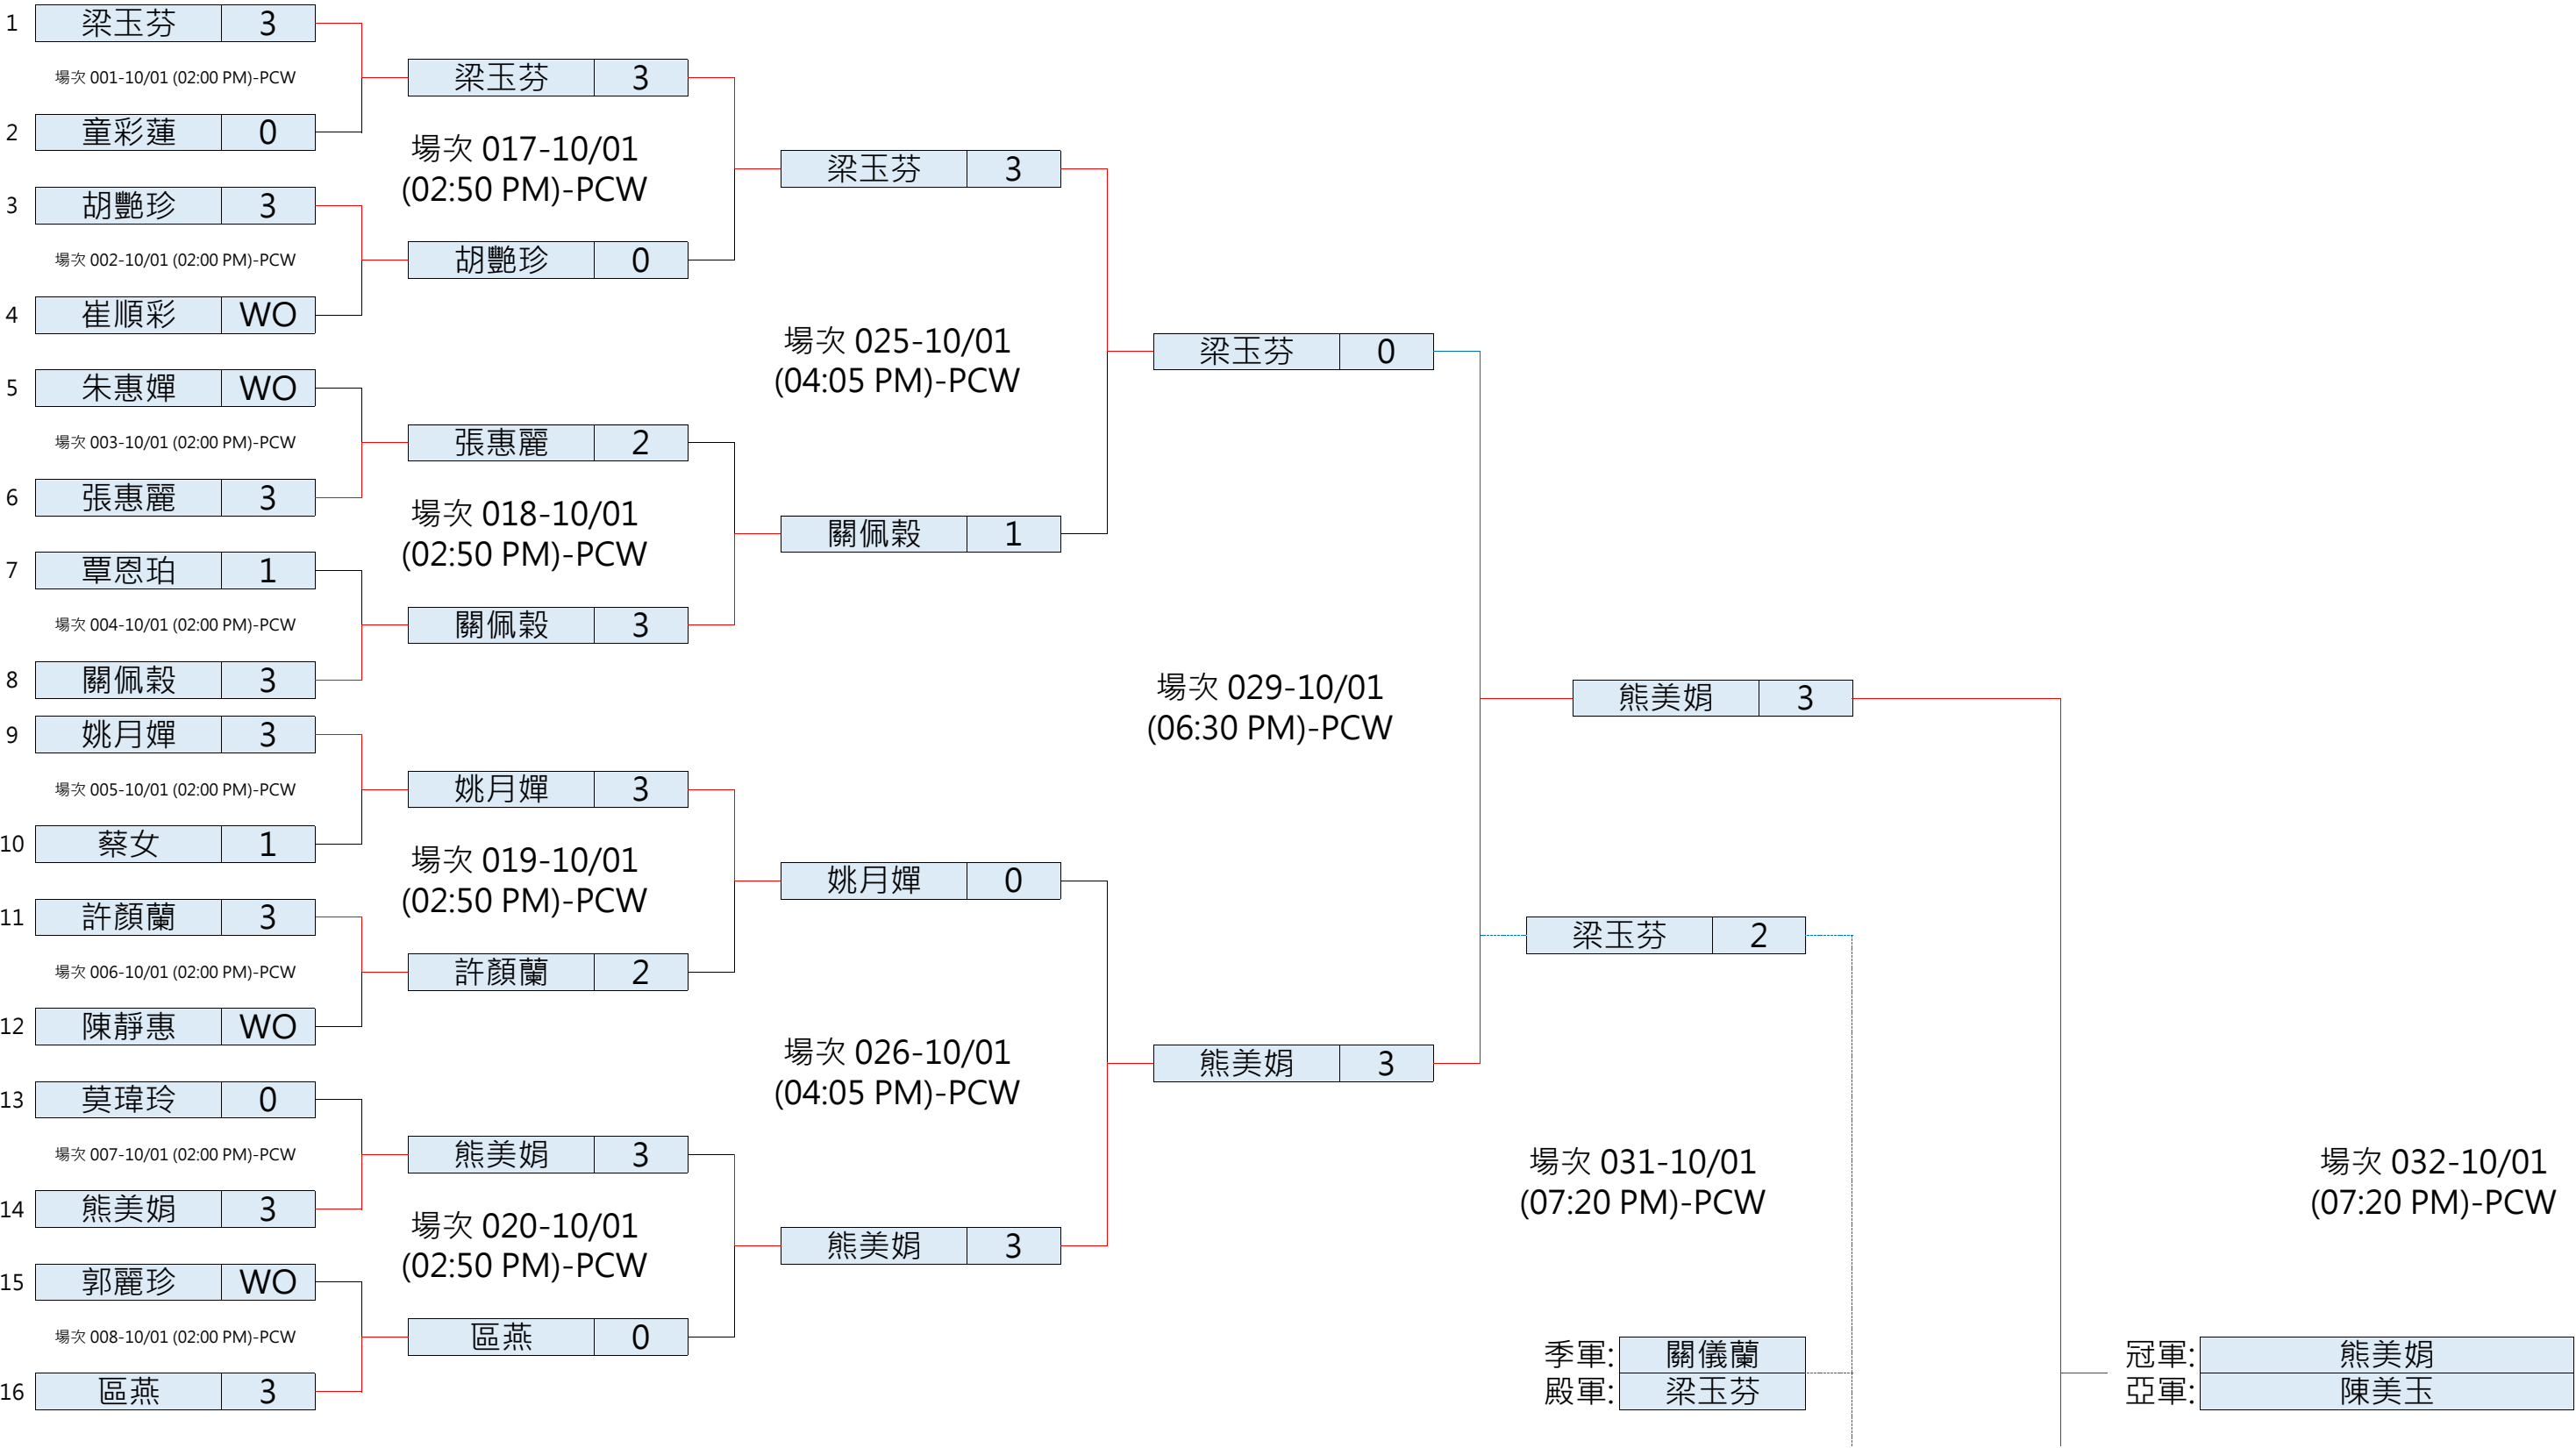 1 梁玉芬 3
場次 001-10/01 (02:00 PM)-PCW
2 童彩蓮 0
3 胡艷珍 3
場次 002-10/01 (02:00 PM)-PCW
4 崔順彩 WO
5 朱惠嬋 WO
場次 003-10/01 (02:00 PM)-PCW
6 張惠麗 3
7 覃恩珀 1
場次 004-10/01 (02:00 PM)-PCW
8 關佩穀 3
9 姚月嬋 3
場次 005-10/01 (02:00 PM)-PCW
10 蔡女 1
11 許顏蘭 3
場次 006-10/01 (02:00 PM)-PCW
12 陳靜惠 WO
13 莫瑋玲 0
場次 007-10/01 (02:00 PM)-PCW
14 熊美娟 3
15 郭麗珍 WO
場次 008-10/01 (02:00 PM)-PCW
16 區燕 3
梁玉芬 3
場次 017-10/01
(02:50 PM)-PCW
胡艷珍 0
張惠麗 2
場次 018-10/01
(02:50 PM)-PCW
關佩穀 3
姚月嬋 3
場次 019-10/01
(02:50 PM)-PCW
許顏蘭 2
熊美娟 3
場次 020-10/01
(02:50 PM)-PCW
區燕 0
梁玉芬 3
場次 025-10/01
(04:05 PM)-PCW
關佩穀 1
姚月嬋 0
場次 026-10/01
(04:05 PM)-PCW
熊美娟 3
梁玉芬 0
場次 029-10/01
(06:30 PM)-PCW
熊美娟 3
熊美娟 3
梁玉芬 2
場次 031-10/01
(07:20 PM)-PCW
季軍: 關儀蘭
殿軍: 梁玉芬
場次 032-10/01
(07:20 PM)-PCW
冠軍: 熊美娟
亞軍: 陳美玉